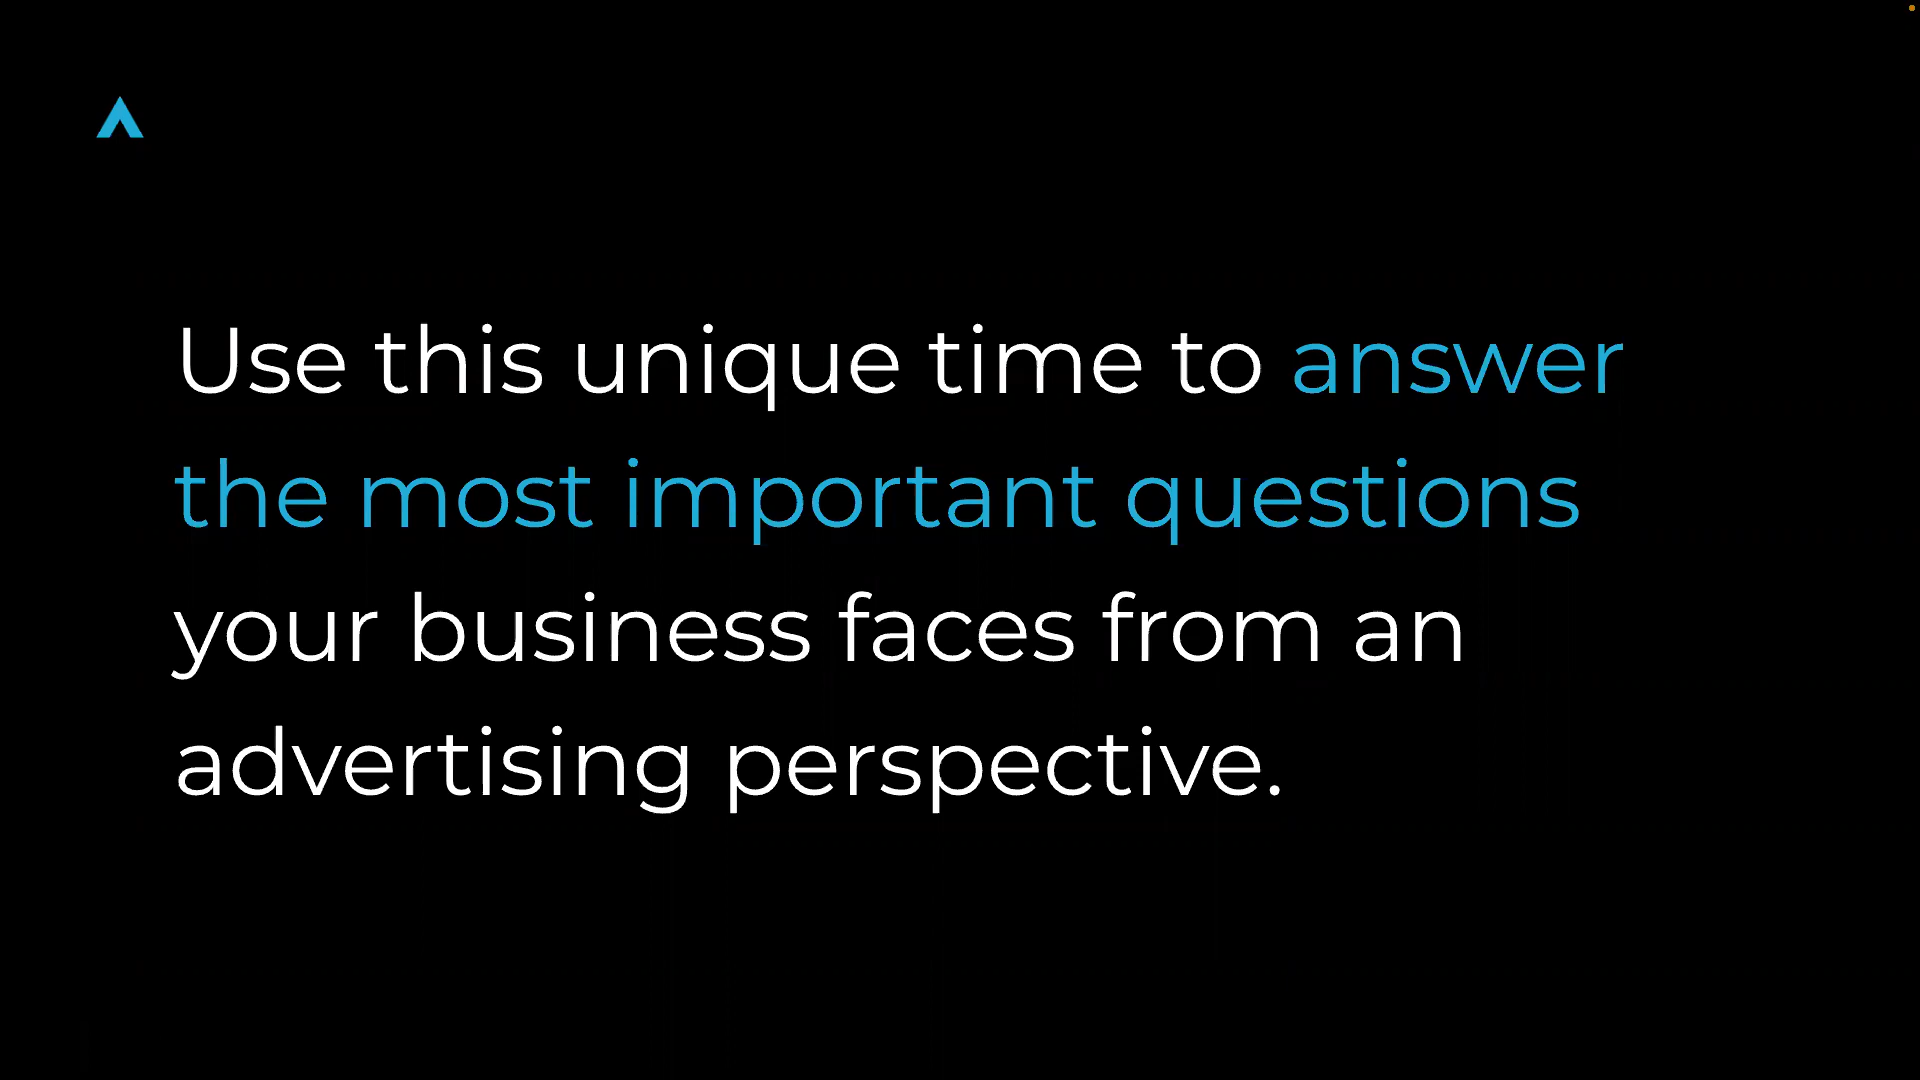 Use this unique time to answer
the most important questions
your business faces from an
advertising perspective.